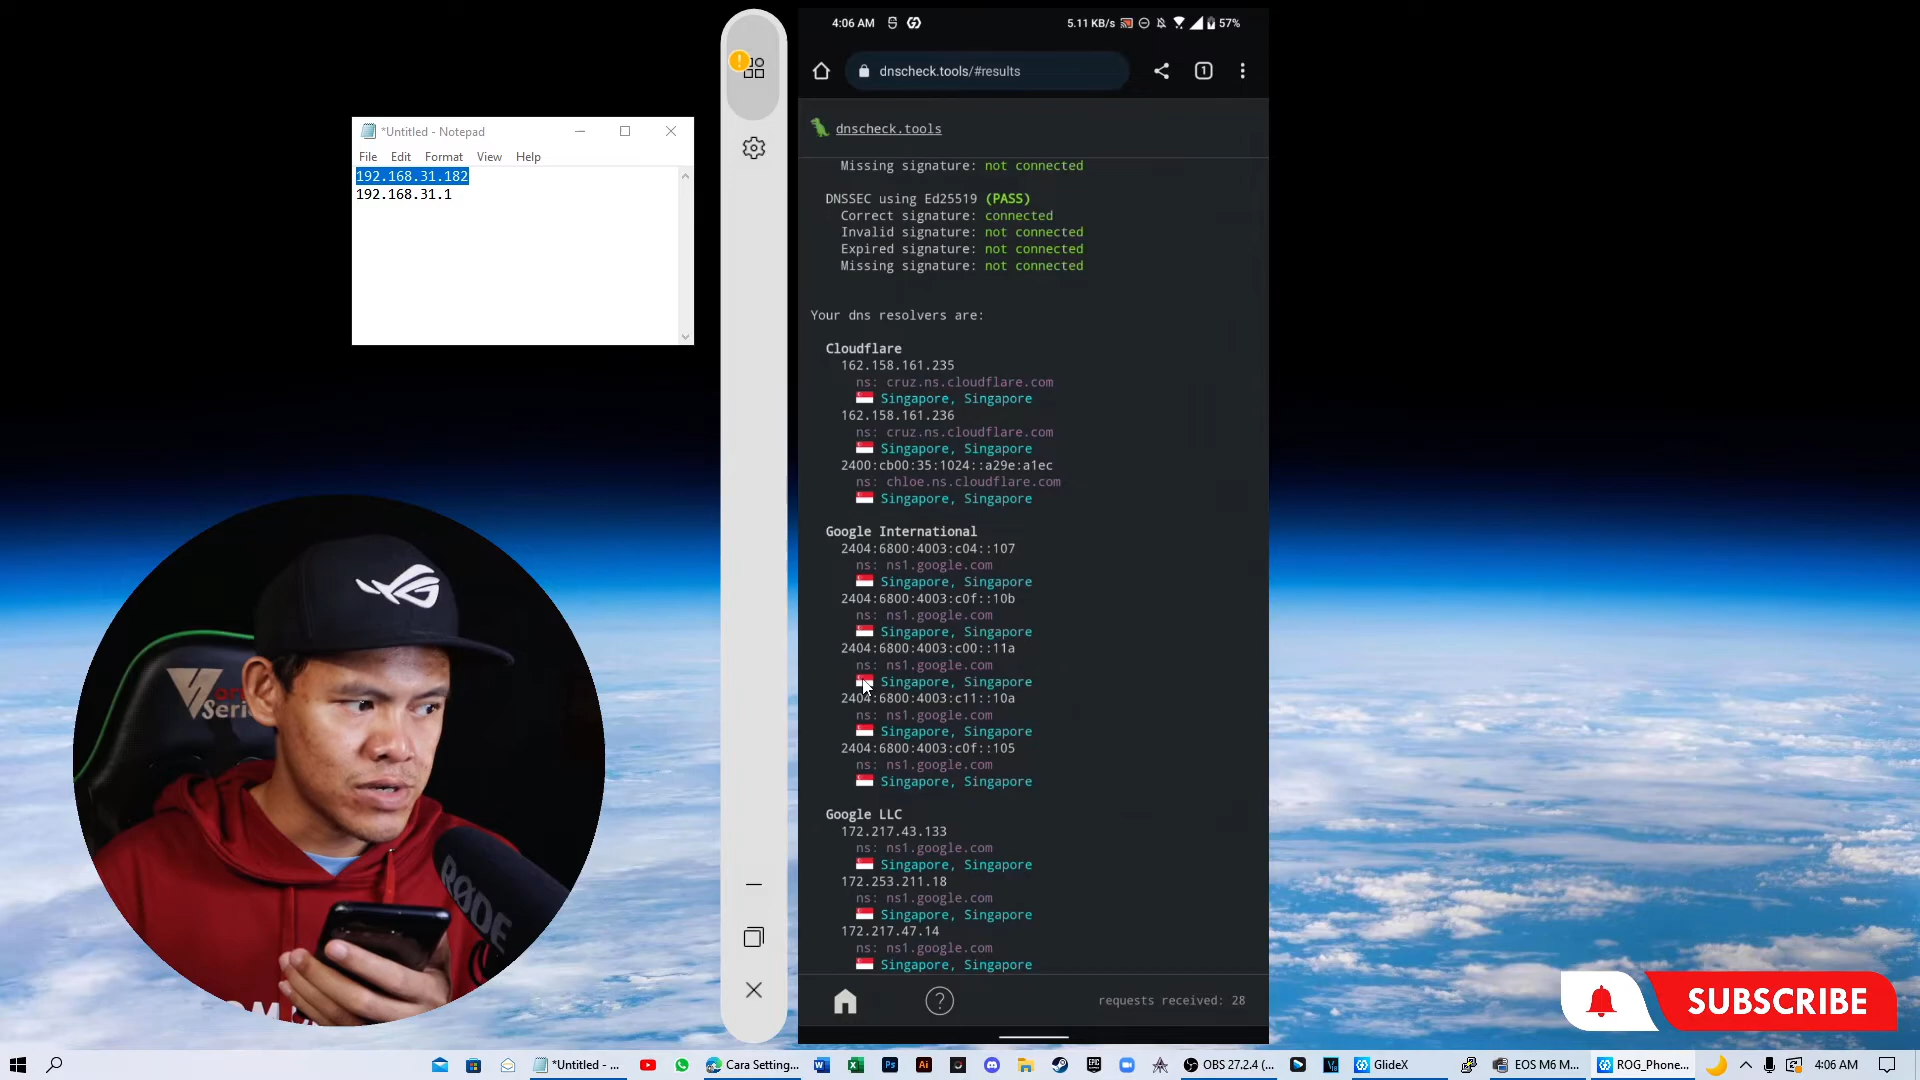 4:06 AM
5.11 KB/s
57%
dnscheck.tools/#results
1
dnscheck.tools
Missing signature: not connected
DNSSEC using Ed25519 (PASS)
Correct signature: connected
Invalid signature: not connected
Expired signature: not connected
Missing signature: not connected
Your dns resolvers are:
Cloudflare
162.158.161.235
ns: cruz.ns.cloudflare.com
Singapore, Singapore
162.158.161.236
ns: cruz.ns.cloudflare.com
Singapore, Singapore
2400:cb00:35:1024::a29e:a1ec
ns: chloe.ns.cloudflare.com
Singapore, Singapore
Google International
2404:6800:4003:c04::107
ns: ns1.google.com
Singapore, Singapore
2404:6800:4003:c0f::10b
ns: ns1.google.com
Singapore, Singapore
2404:6800:4003:c00::11a
ns: ns1.google.com
Singapore, Singapore
2404:6800:4003:c11::10a
ns: ns1.google.com
Singapore, Singapore
2404:6800:4003:c0f::105
ns: ns1.google.com
Singapore, Singapore
Google LLC
172.217.43.133
ns: ns1.google.com
Singapore, Singapore
172.253.211.18
ns: ns1.google.com
Singapore, Singapore
172.217.47.14
ns: ns1.google.com
Singapore, Singapore
requests received: 28
*Untitled - Notepad
File Edit Format View Help
192.168.31.182
192.168.31.1
RØDE
SUBSCRIBE
*Untitled - ...
Cara Setting...
OBS 27.2.4 (...
GlideX
EOS M6 M...
ROG_Phone...
4:06 AM